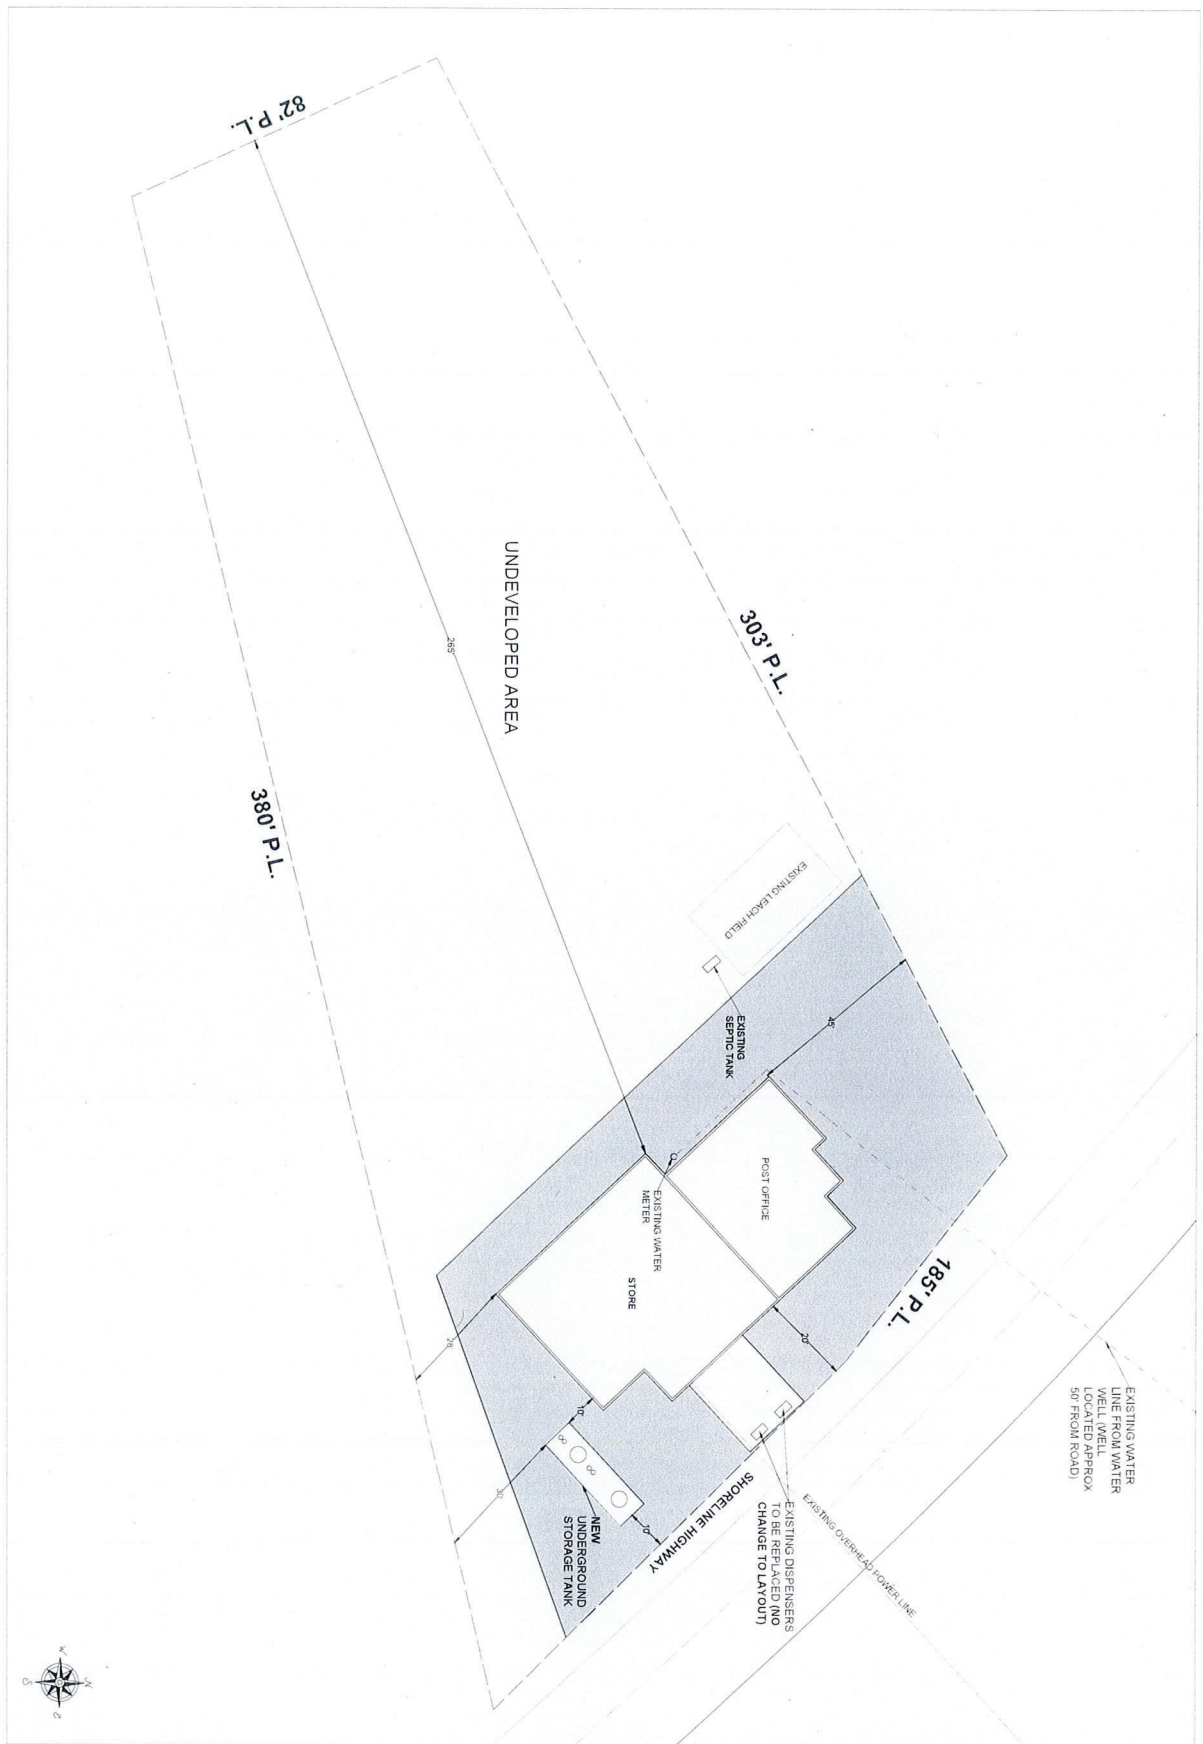 82' P.L.
303' P.L.
UNDEVELOPED AREA
265'
380' P.L.
EXISTING LEACH FIELD
EXISTING
SEPTIC TANK
45'
POST OFFICE
EXISTING WATER
METER
STORE
185' P.L.
20'
EXISTING WATER
LINE FROM WATER
WELL (WELL
LOCATED APPROX
50' FROM ROAD)
EXISTING OVERHEAD POWER LINE
EXISTING DISPENSERS
TO BE REPLACED (NO
CHANGE TO LAYOUT)
SHORELINE HIGHWAY
10'
10'
30'
NEW
UNDERGROUND
STORAGE TANK
N
W
S